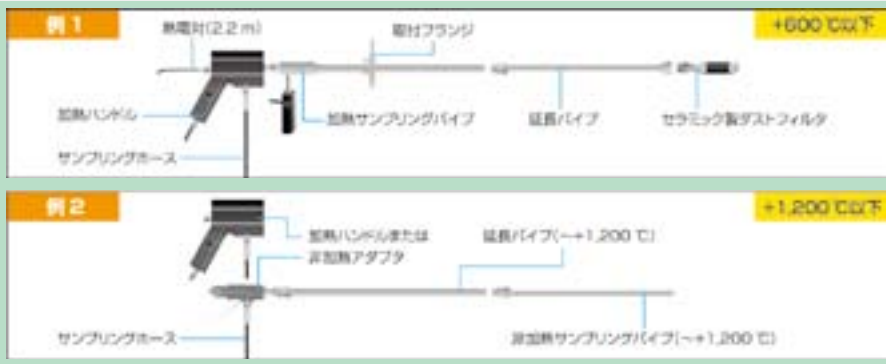 例1
+600 ℃以下
熱電対(2.2 m)
取付フランジ
加熱ハンドル
加熱サンプリングパイプ
延長パイプ
セラミック製ダストフィルタ
サンプリングホース
例2
+1,200 ℃以下
加熱ハンドルまたは
非加熱アダプタ
延長パイプ(～+1,200 ℃)
サンプリングホース
非加熱サンプリングパイプ(～+1,200 ℃)